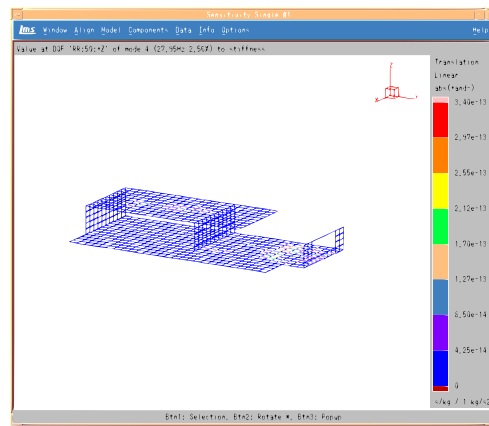 Sensitivity Single #1
lms Window Align Model Components Data Info Options Help
Value at DOF 'RR:59:+Z' of mode 4 (27.95Hz 2.56%) to stiffness
Translation
Linear
abs(+and-)
3.40e-13
2.97e-13
2.55e-13
2.12e-13
1.70e-13
1.27e-13
8.50e-14
4.25e-14
0
Z
X
Btn1: Selection, Btn2: Rotate *, Btn3: Popup